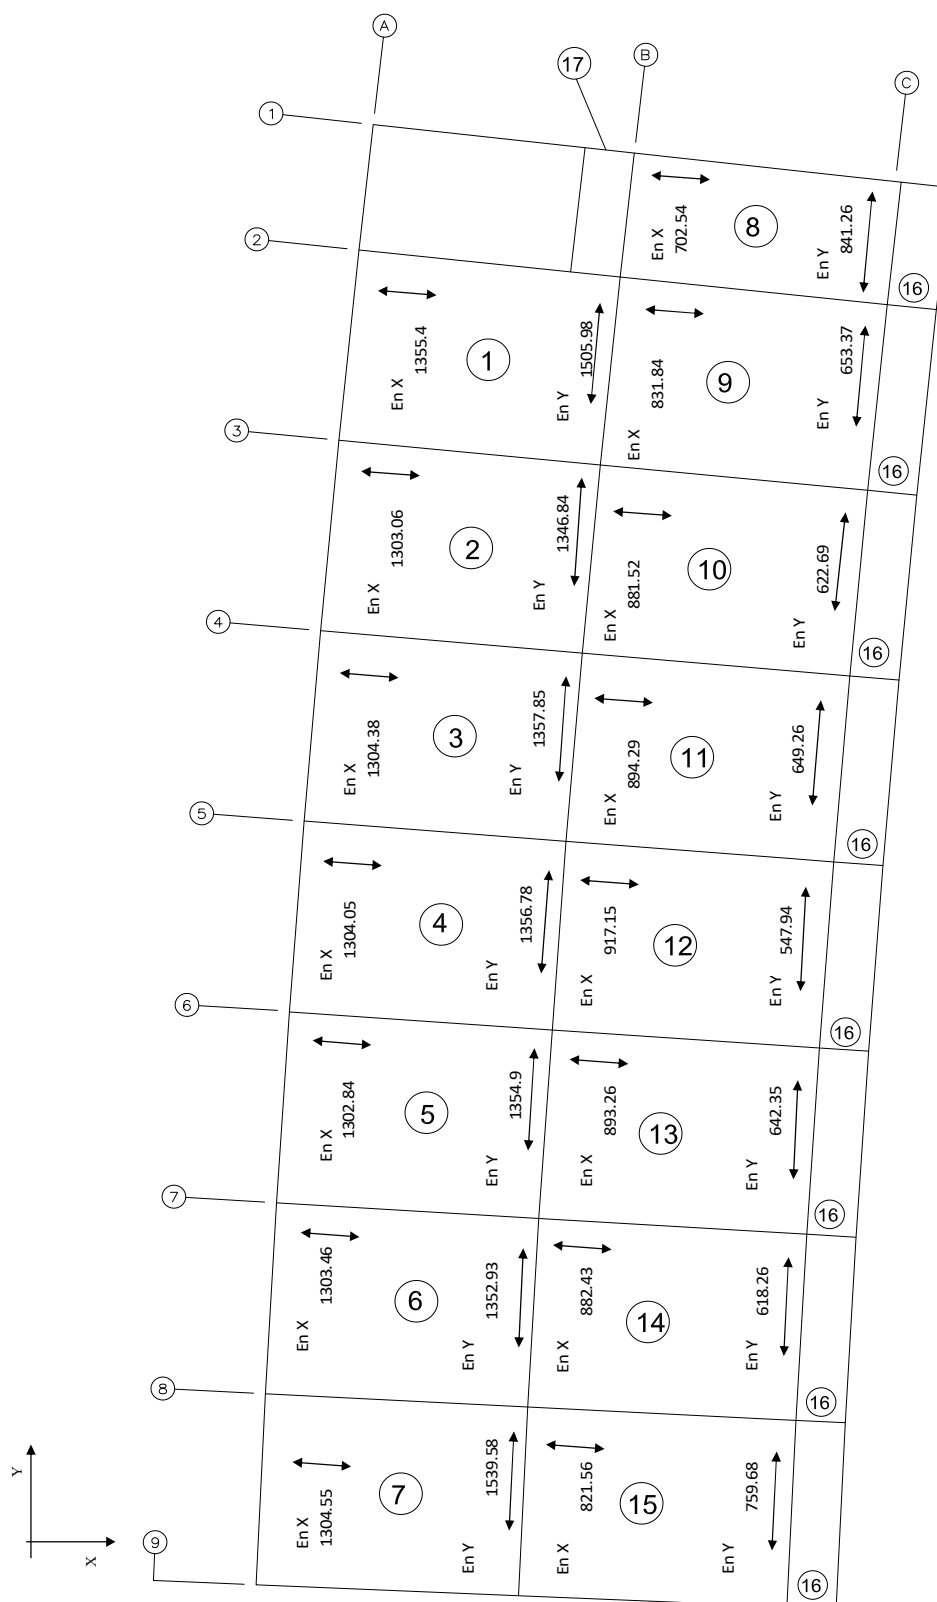 A
B
C
17
1
2
3
4
5
6
7
8
9
8
En X
702.54
En Y
841.26
16
1
En X
1355.4
En Y
1505.98
9
En X
831.84
En Y
653.37
16
2
En X
1303.06
En Y
1346.84
10
En X
881.52
En Y
622.69
16
3
En X
1304.38
En Y
1357.85
11
En X
894.29
En Y
649.26
16
4
En X
1304.05
En Y
1356.78
12
En X
917.15
En Y
547.94
16
5
En X
1302.84
En Y
1354.9
13
En X
893.26
En Y
642.35
16
6
En X
1303.46
En Y
1352.93
14
En X
882.43
En Y
618.26
16
7
En X
1304.55
En Y
1539.58
15
En X
821.56
En Y
759.68
16
Y
X